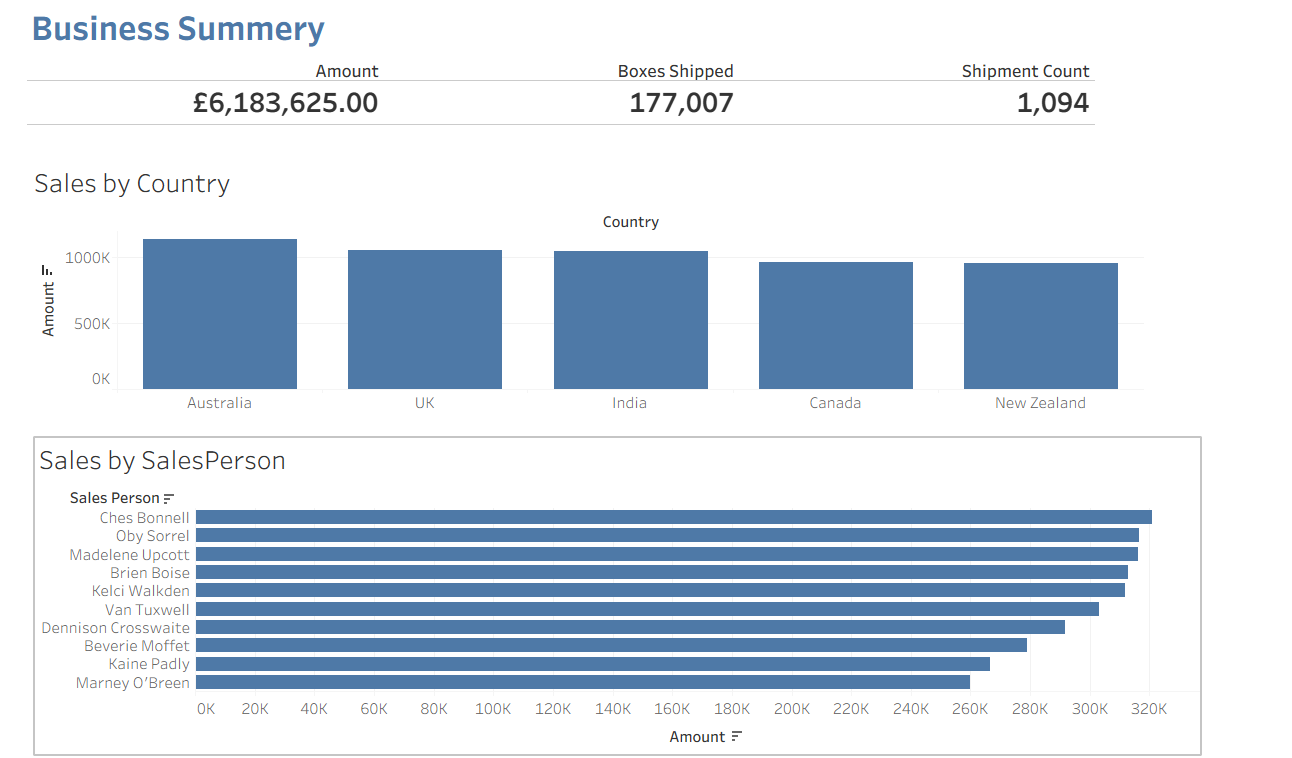 Business Summery
Amount Boxes Shipped Shipment Count
£6,183,625.00 177,007 1,094
Sales by Country
Country
1000K
500K
0K
Amount
Australia UK India Canada New Zealand
Sales by SalesPerson
Sales Person
Ches Bonnell
Oby Sorrel
Madelene Upcott
Brien Boise
Kelci Walkden
Van Tuxwell
Dennison Crosswaite
Beverie Moffet
Kaine Padly
Marney O’Breen
0K 20K 40K 60K 80K 100K 120K 140K 160K 180K 200K 220K 240K 260K 280K 300K 320K
Amount